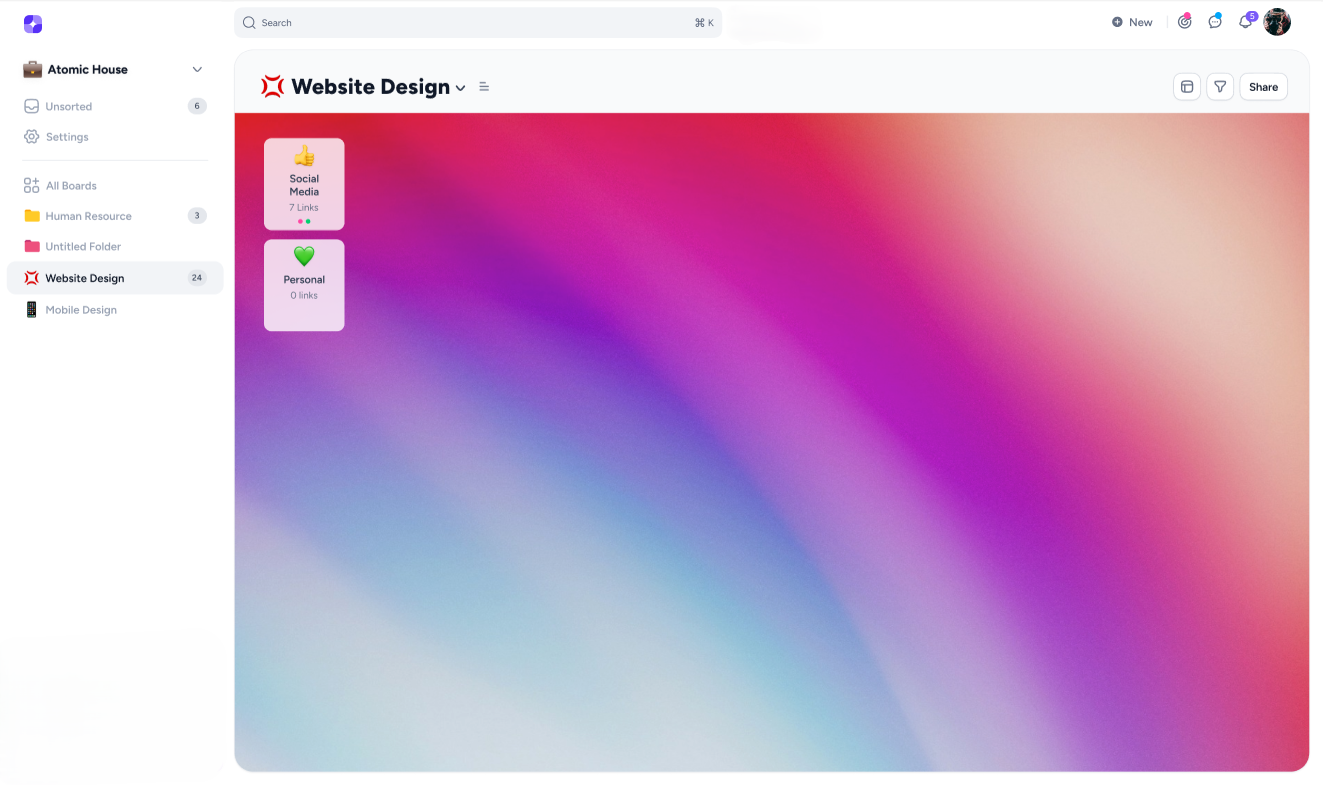 Search
⌘ K
New
5
Atomic House
Unsorted
6
Settings
All Boards
Human Resource
3
Untitled Folder
Website Design
24
Mobile Design
Website Design
Share
Social
Media
7 Links
Personal
0 links